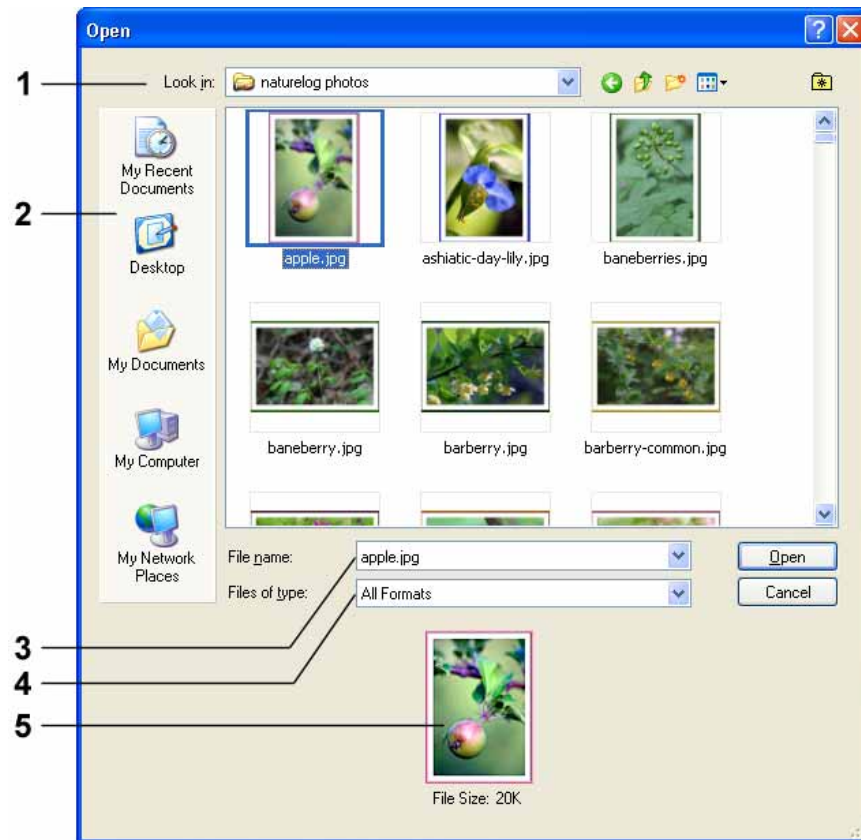 Open
1
Look in:
naturelog photos
2
My Recent
Documents
Desktop
My Documents
My Computer
My Network
Places
apple.jpg
ashiatic-day-lily.jpg
baneberries.jpg
baneberry.jpg
barberry.jpg
barberry-common.jpg
File name:
apple.jpg
Open
Files of type:
All Formats
Cancel
3
4
5
File Size: 20K